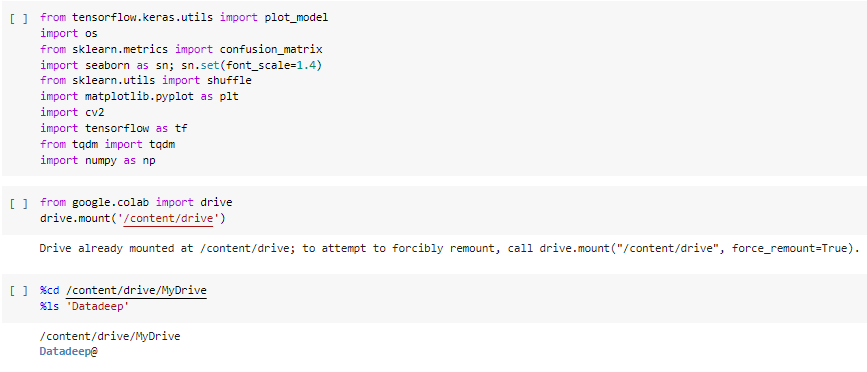 [ ] from tensorflow.keras.utils import plot_model
import os
from sklearn.metrics import confusion_matrix
import seaborn as sn; sn.set(font_scale=1.4)
from sklearn.utils import shuffle
import matplotlib.pyplot as plt
import cv2
import tensorflow as tf
from tqdm import tqdm
import numpy as np
[ ] from google.colab import drive
drive.mount('/content/drive')
Drive already mounted at /content/drive; to attempt to forcibly remount, call drive.mount("/content/drive", force_remount=True).
[ ] %cd /content/drive/MyDrive
%ls 'Datadeep'
/content/drive/MyDrive
Datadeep@